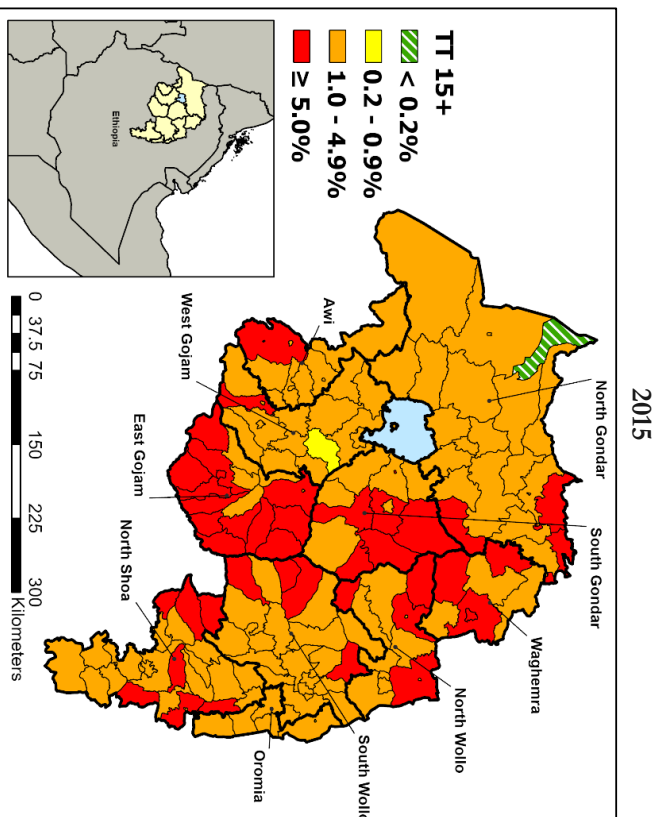 2015
TT 15+
< 0.2%
0.2 - 0.9%
1.0 - 4.9%
≥ 5.0%
Ethiopia
North Gondar
South Gondar
Waghemra
North Wollo
South Wollo
Oromia
North Shoa
East Gojam
West Gojam
Awi
0 37.5 75 150 225 300
Kilometers